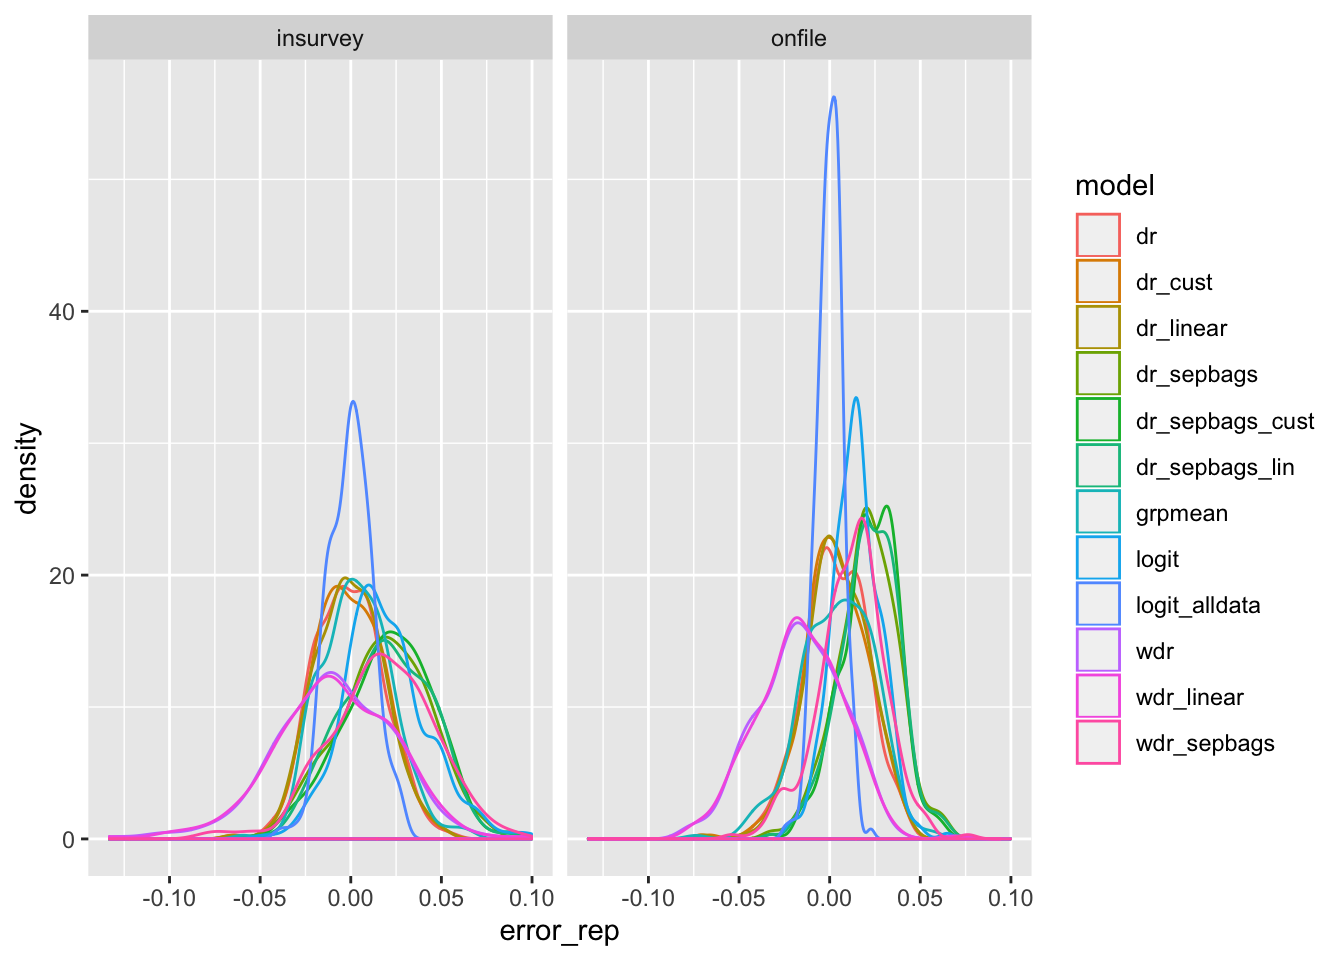 insurvey onfile
40
20
0
-0.10 -0.05 0.00 0.05 0.10 -0.10 -0.05 0.00 0.05 0.10
error_rep
density
model
dr
dr_cust
dr_linear
dr_sepbags
dr_sepbags_cust
dr_sepbags_lin
grpmean
logit
logit_alldata
wdr
wdr_linear
wdr_sepbags